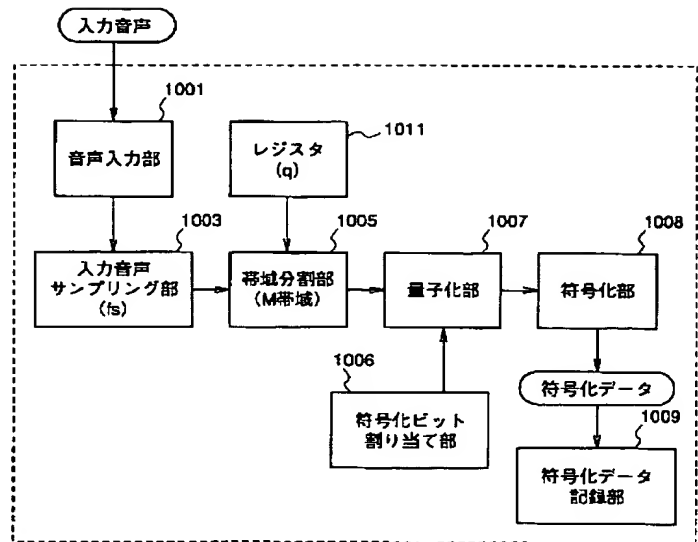 入力音声
1001
音声入力部
1011
レジスタ
(q)
1003
入力音声
サンプリング部
(fs)
1005
帯域分割部
(M帯域)
1007
量子化部
1008
符号化部
1006
符号化ビット
割り当て部
符号化データ
1009
符号化データ
記録部